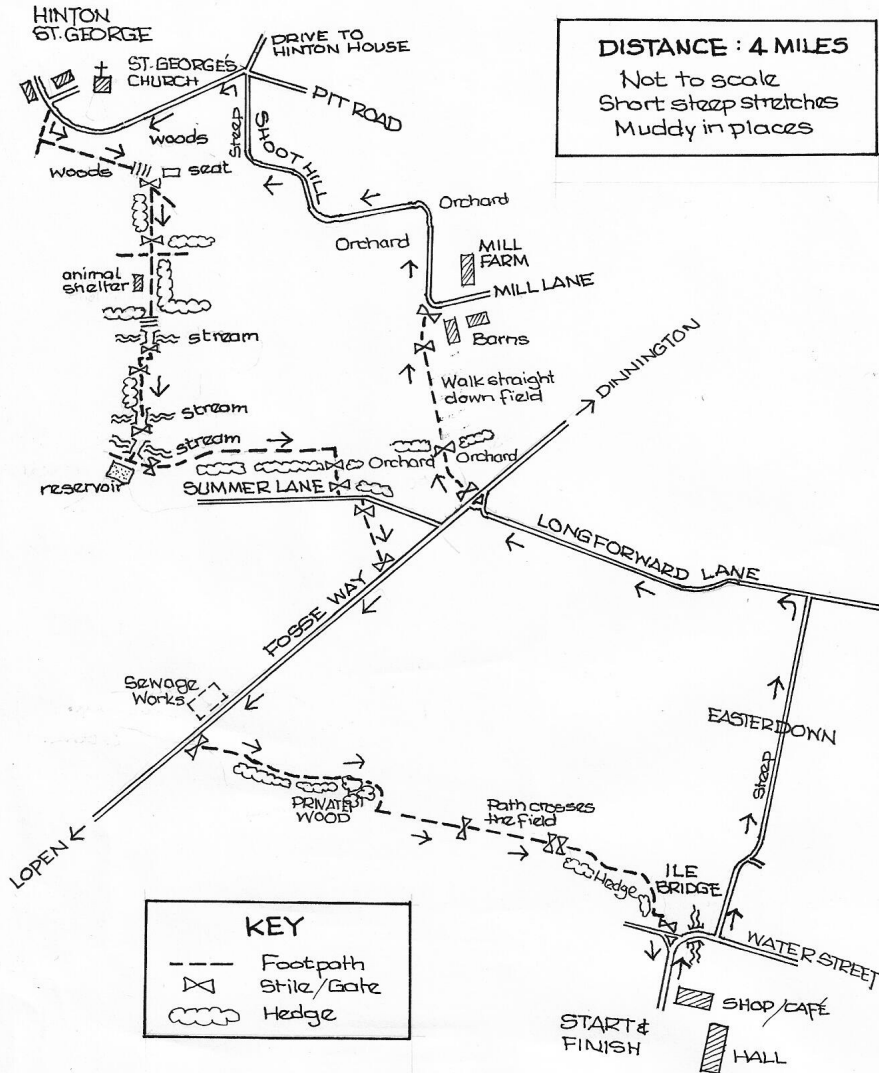 HINTON
ST. GEORGE
DRIVE TO
HINTON HOUSE
ST. GEORGE'S
CHURCH
PIT ROAD
DISTANCE : 4 MILES
Not to scale
Short steep stretches
Muddy in places
woods
Steep
SHOOT HILL
woods
seat
Orchard
Orchard
MILL
FARM
animal
shelter
MILL LANE
Barns
stream
Walk straight
down field
DINNINGTON
stream
stream
Orchard
Orchard
reservoir
SUMMER LANE
LONGFORWARD LANE
FOSSE WAY
Sewage
Works
EASTERDOWN
Steep
PRIVATE
WOOD
Path crosses
the field
LOPEN
Hedge
ILE
BRIDGE
WATER STREET
KEY
Footpath
Stile/Gate
Hedge
SHOP/CAFÉ
START &
FINISH
HALL